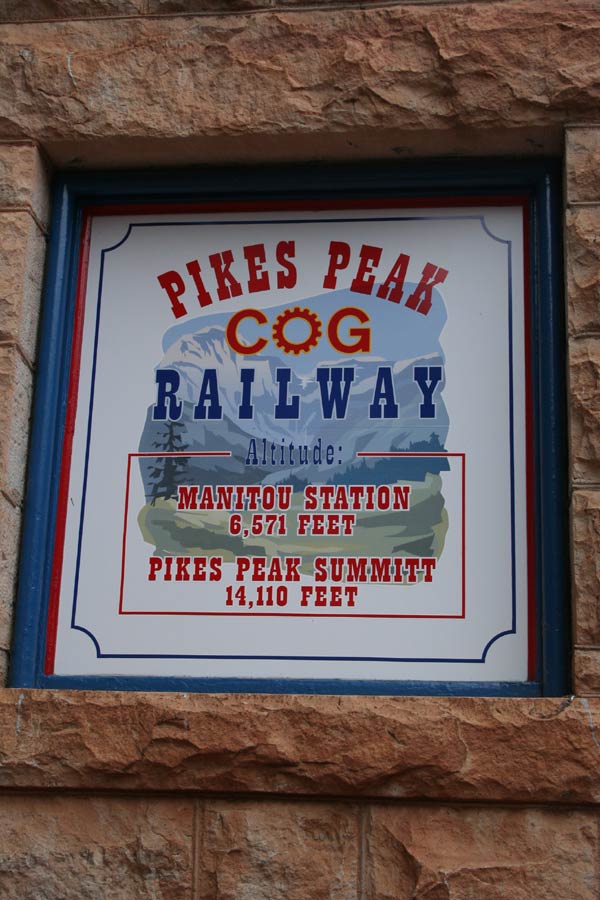 PIKES PEAK
COG
RAILWAY
Altitude:
MANITOU STATION
6,571 FEET
PIKES PEAK SUMMITT
14,110 FEET